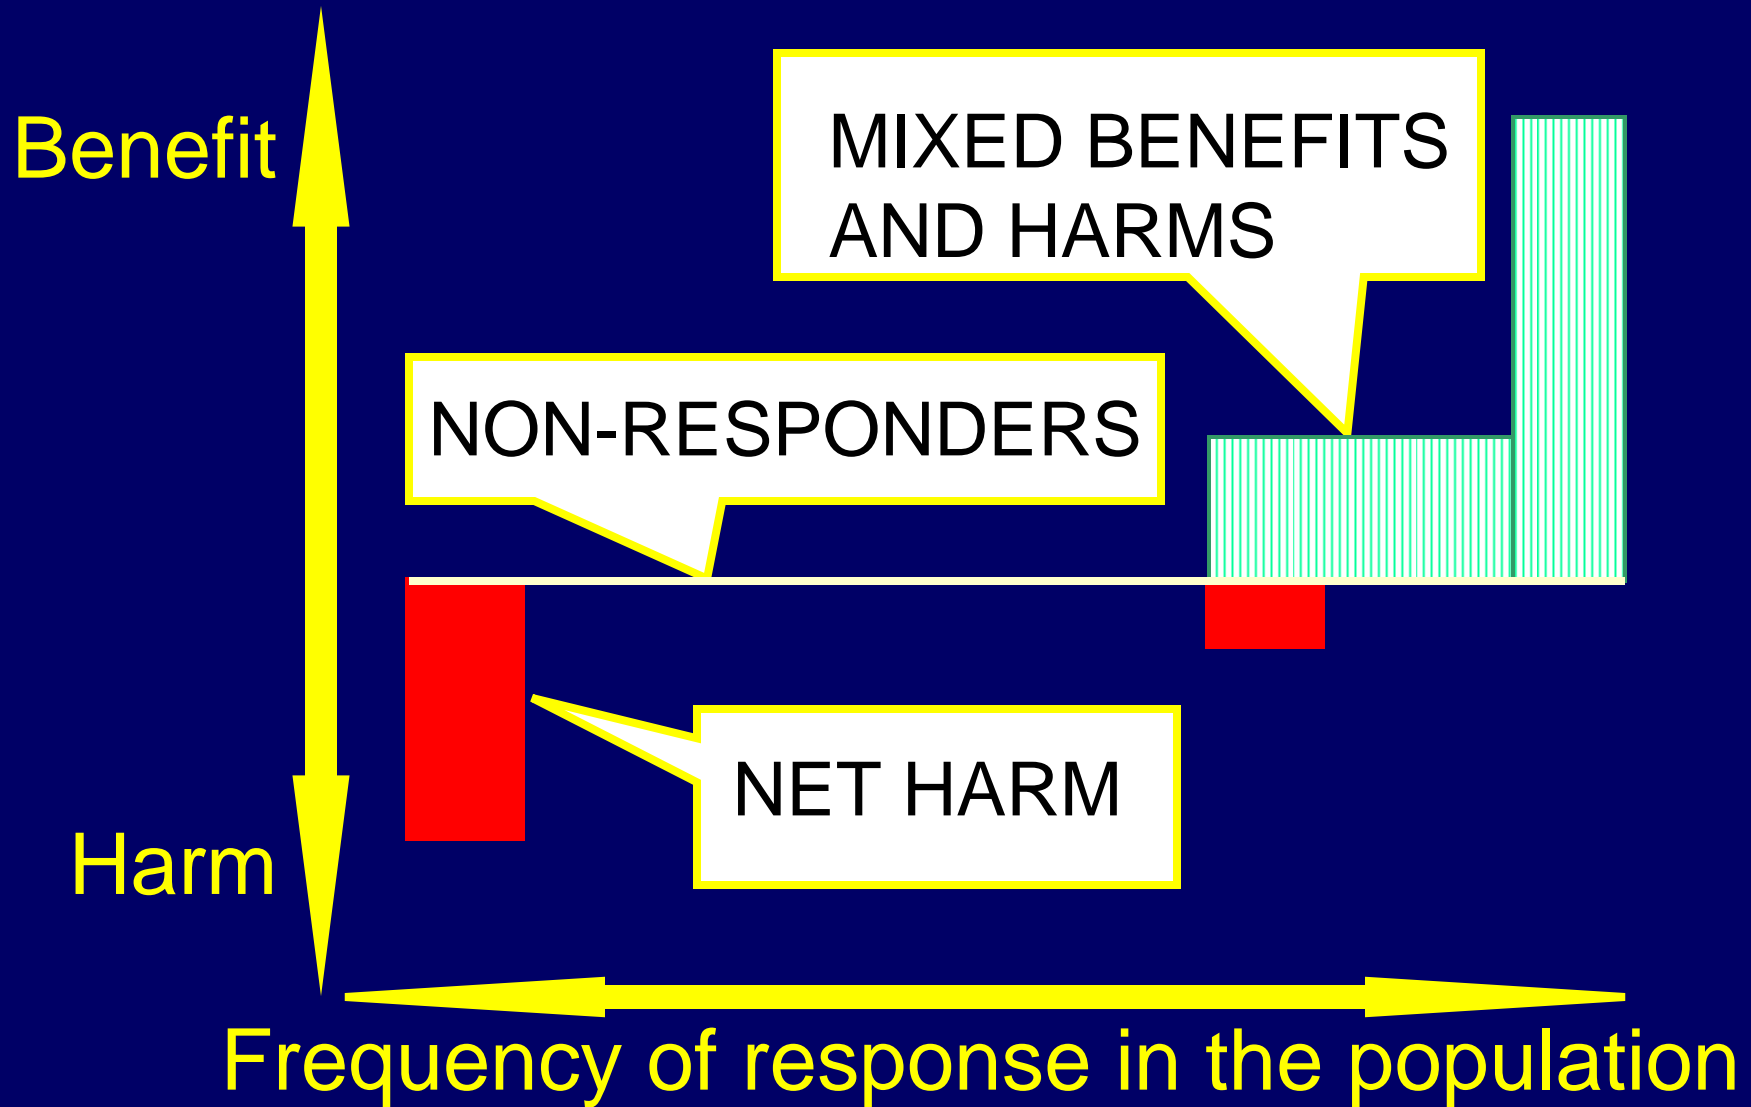 Benefit
MIXED BENEFITS
AND HARMS
NON-RESPONDERS
NET HARM
Harm
Frequency of response in the population